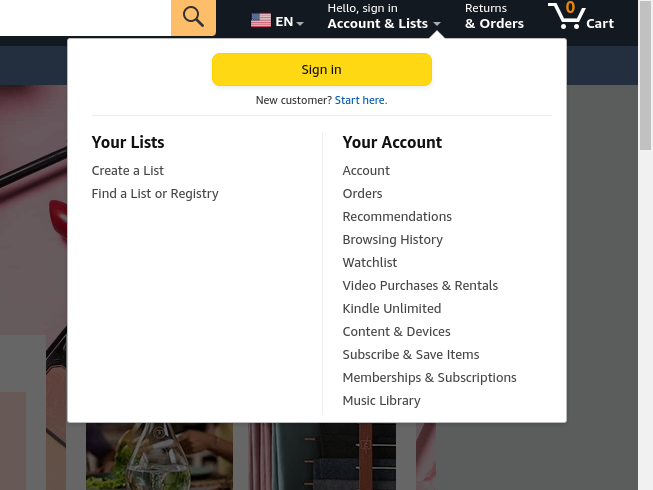 EN
Hello, sign in
Account & Lists
Returns
& Orders
0
Cart
Sign in
New customer? Start here.
Your Lists
Create a List
Find a List or Registry
Your Account
Account
Orders
Recommendations
Browsing History
Watchlist
Video Purchases & Rentals
Kindle Unlimited
Content & Devices
Subscribe & Save Items
Memberships & Subscriptions
Music Library